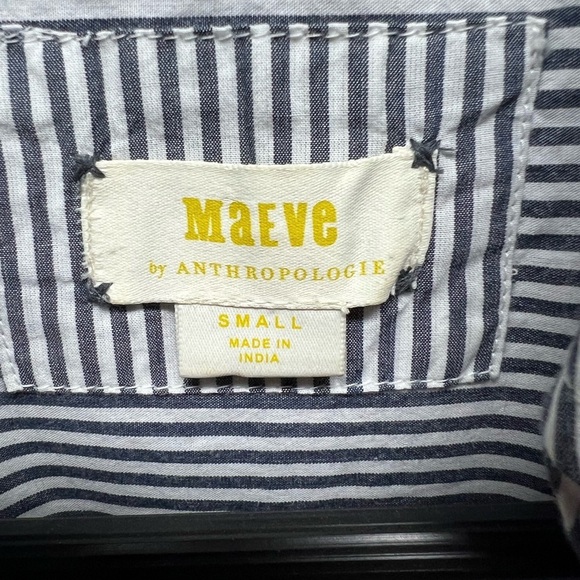 MaEVe
by ANTHROPOLOGIE
SMALL
MADE IN
INDIA